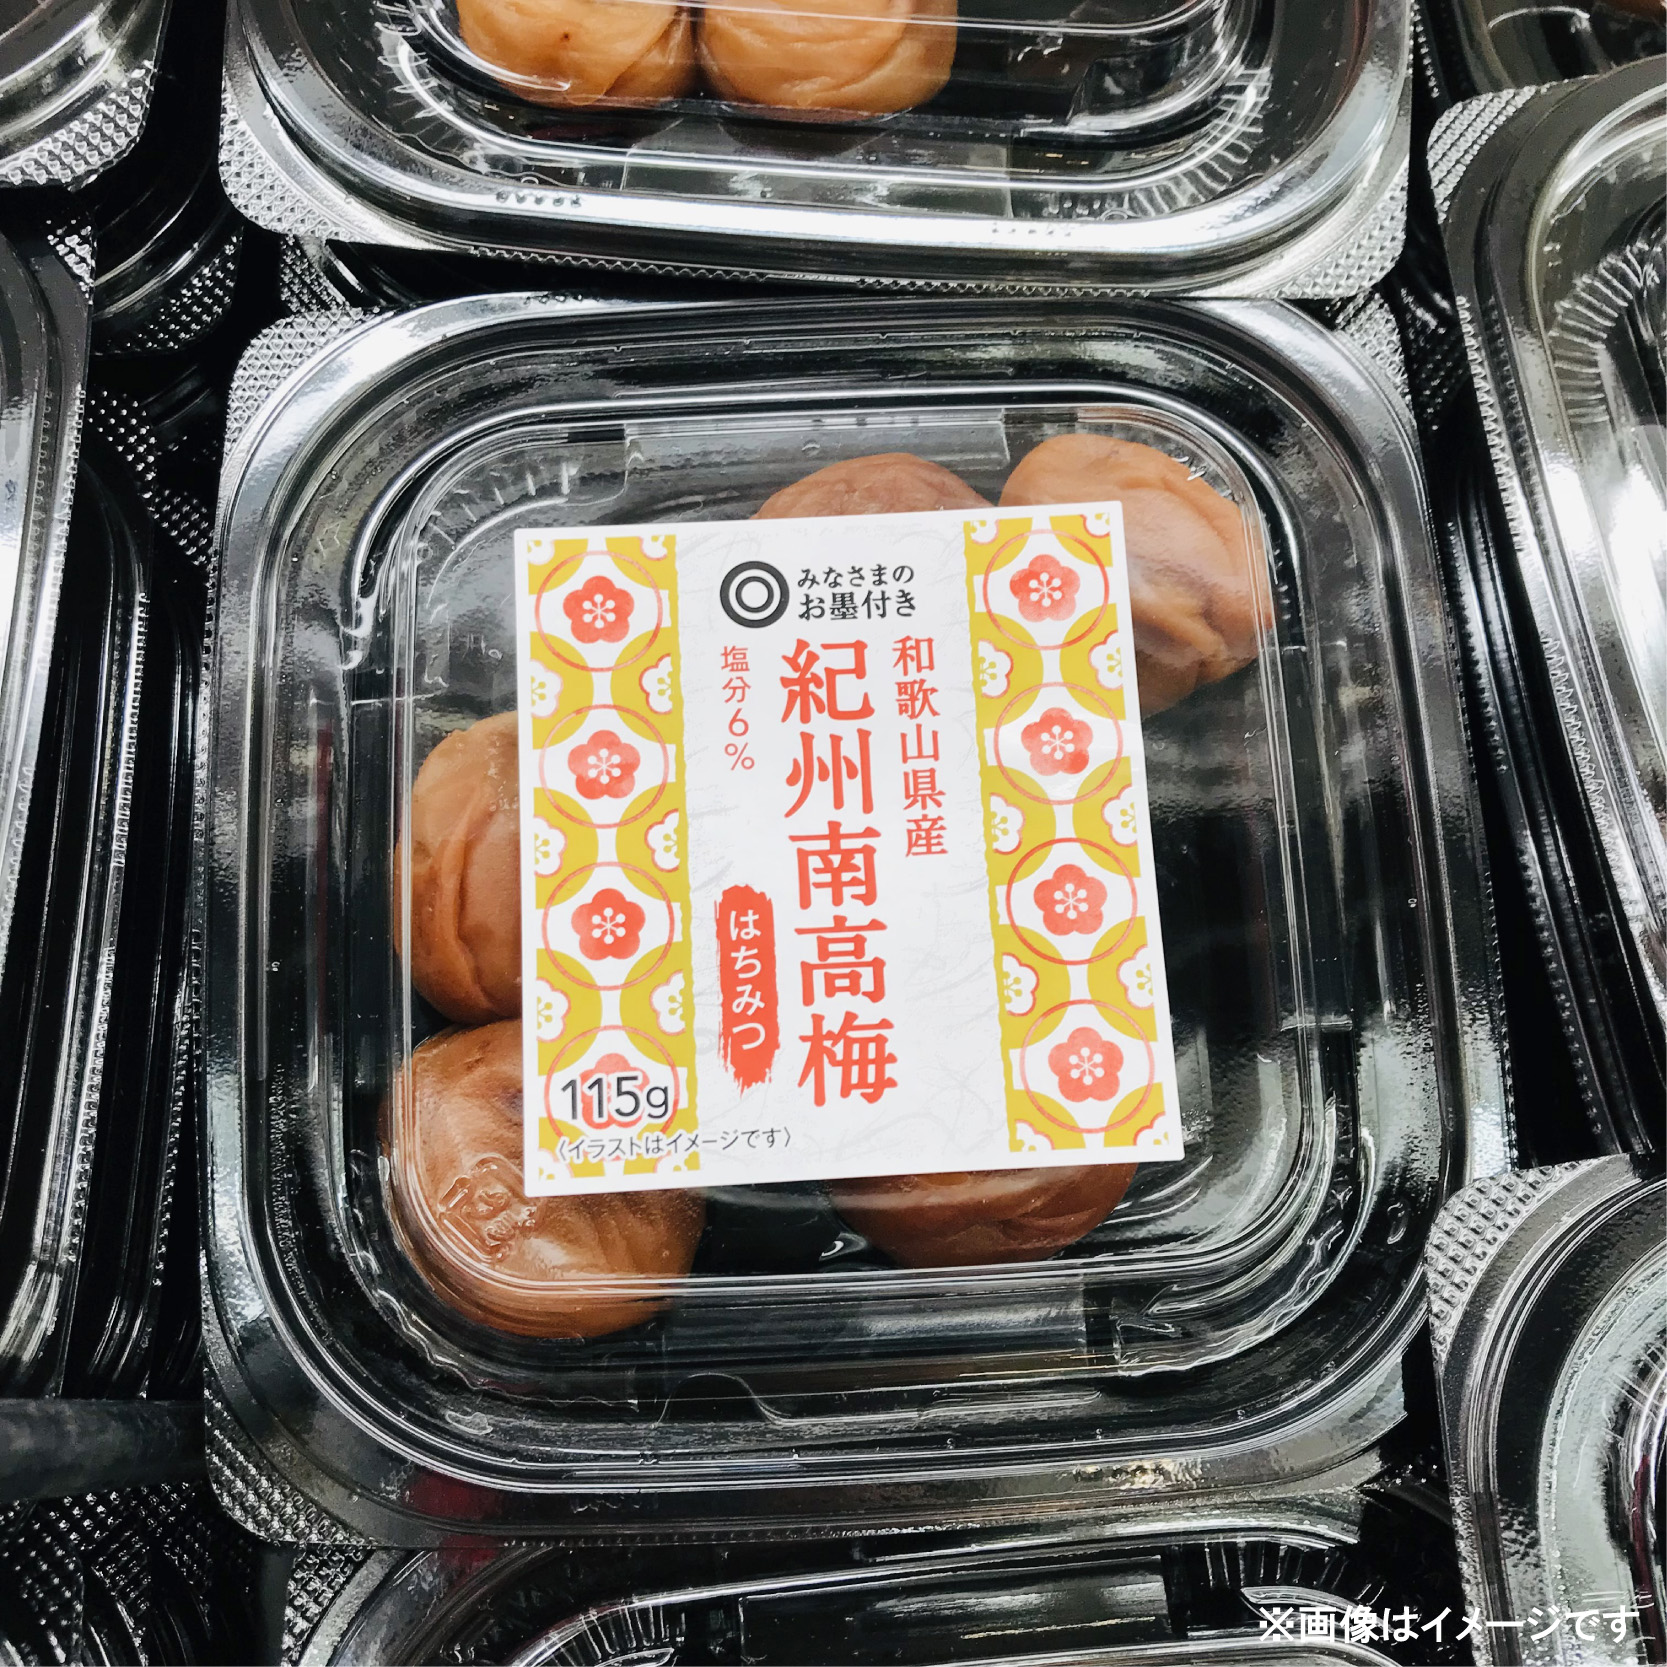 みなさまの
お墨付き
和歌山県産
紀州南高梅
塩分6%
はちみつ
115g
〈イラストはイメージです〉
※画像はイメージです